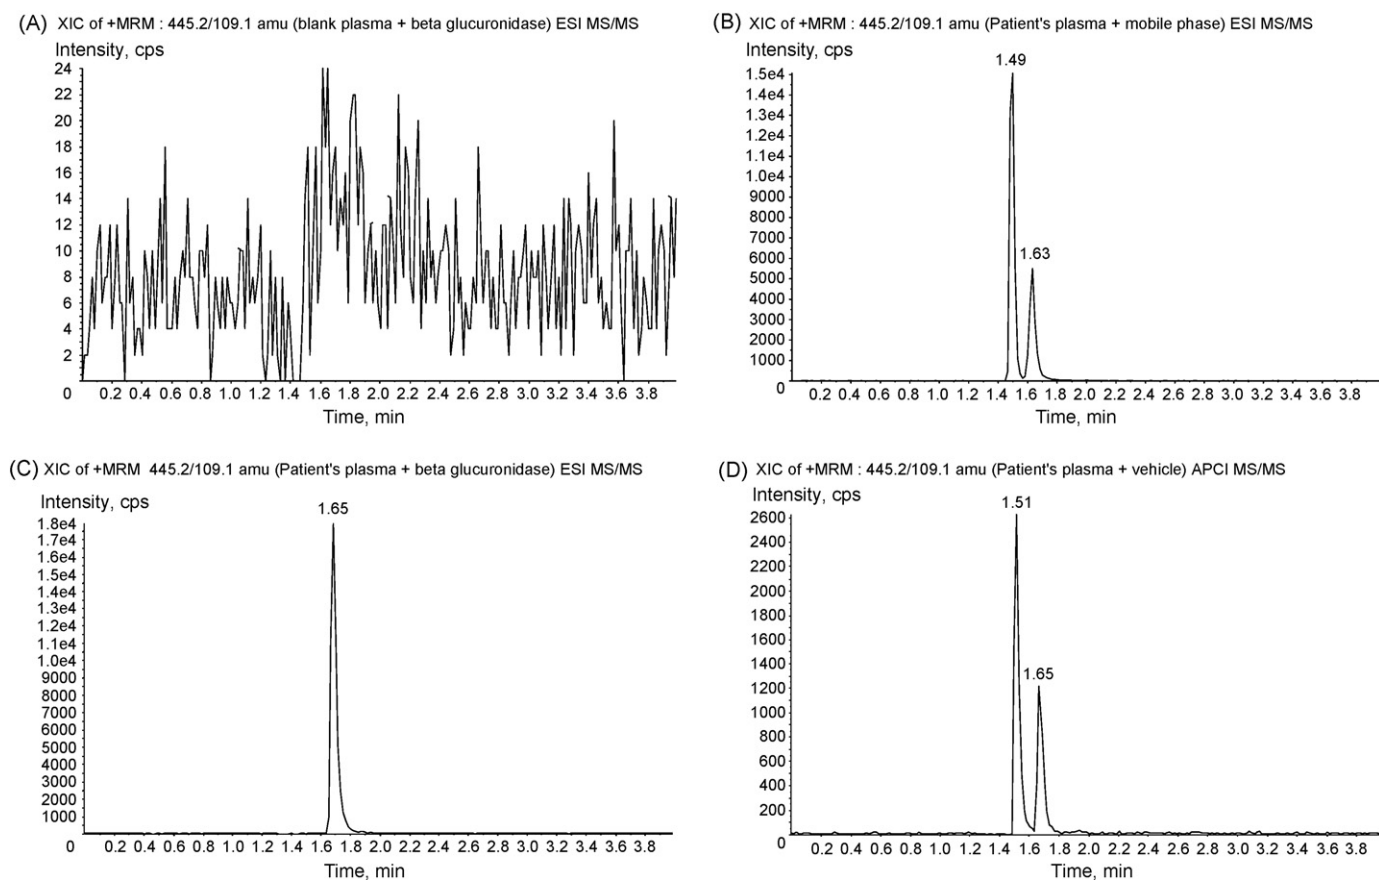 (A) XIC of +MRM : 445.2/109.1 amu (blank plasma + beta glucuronidase) ESI MS/MS
Intensity, cps
24
22
20
18
16
14
12
10
8
6
4
2
0
0.2 0.4 0.6 0.8 1.0 1.2 1.4 1.6 1.8 2.0 2.2 2.4 2.6 2.8 3.0 3.2 3.4 3.6 3.8
Time, min
(B) XIC of +MRM : 445.2/109.1 amu (Patient's plasma + mobile phase) ESI MS/MS
Intensity, cps
1.49
1.5e4
1.4e4
1.3e4
1.2e4
1.0e4
1.1e4
9000
8000
7000
6000
5000
4000
3000
2000
1000
0
1.63
0.2 0.4 0.6 0.8 1.0 1.2 1.4 1.6 1.8 2.0 2.2 2.4 2.6 2.8 3.0 3.2 3.4 3.6 3.8
Time, min
(C) XIC of +MRM 445.2/109.1 amu (Patient's plasma + beta glucuronidase) ESI MS/MS
Intensity, cps
1.65
1.8e4
1.7e4
1.6e4
1.5e4
1.4e4
1.3e4
1.2e4
1.1e4
1.0e4
9000
8000
7000
6000
5000
4000
3000
2000
1000
0
0.2 0.4 0.6 0.8 1.0 1.2 1.4 1.6 1.8 2.0 2.2 2.4 2.6 2.8 3.0 3.2 3.4 3.6 3.8
Time, min
(D) XIC of +MRM : 445.2/109.1 amu (Patient's plasma + vehicle) APCI MS/MS
Intensity, cps
1.51
2600
2400
2200
2000
1800
1600
1400
1200
1000
800
600
400
200
0
1.65
0.2 0.4 0.6 0.8 1.0 1.2 1.4 1.6 1.8 2.0 2.2 2.4 2.6 2.8 3.0 3.2 3.4 3.6 3.8
Time, min